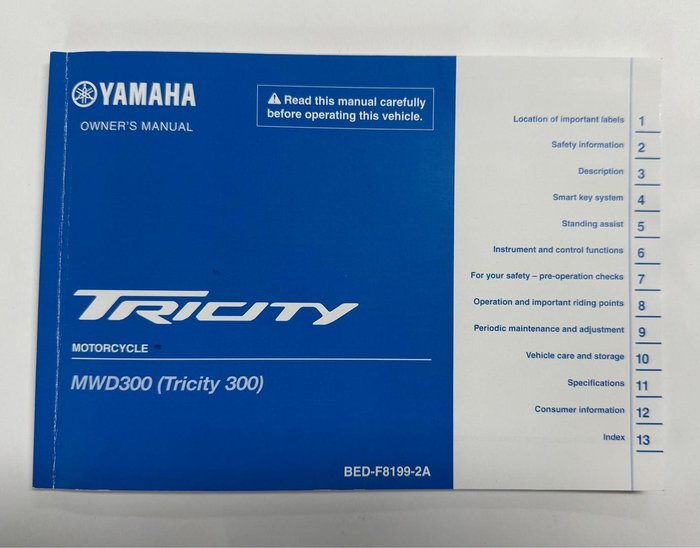 YAMAHA
OWNER'S MANUAL
⚠ Read this manual carefully
before operating this vehicle.
TRICITY
MOTORCYCLE
MWD300 (Tricity 300)
BED-F8199-2A
Location of important labels 1
Safety information 2
Description 3
Smart key system 4
Standing assist 5
Instrument and control functions 6
For your safety – pre-operation checks 7
Operation and important riding points 8
Periodic maintenance and adjustment 9
Vehicle care and storage 10
Specifications 11
Consumer information 12
Index 13